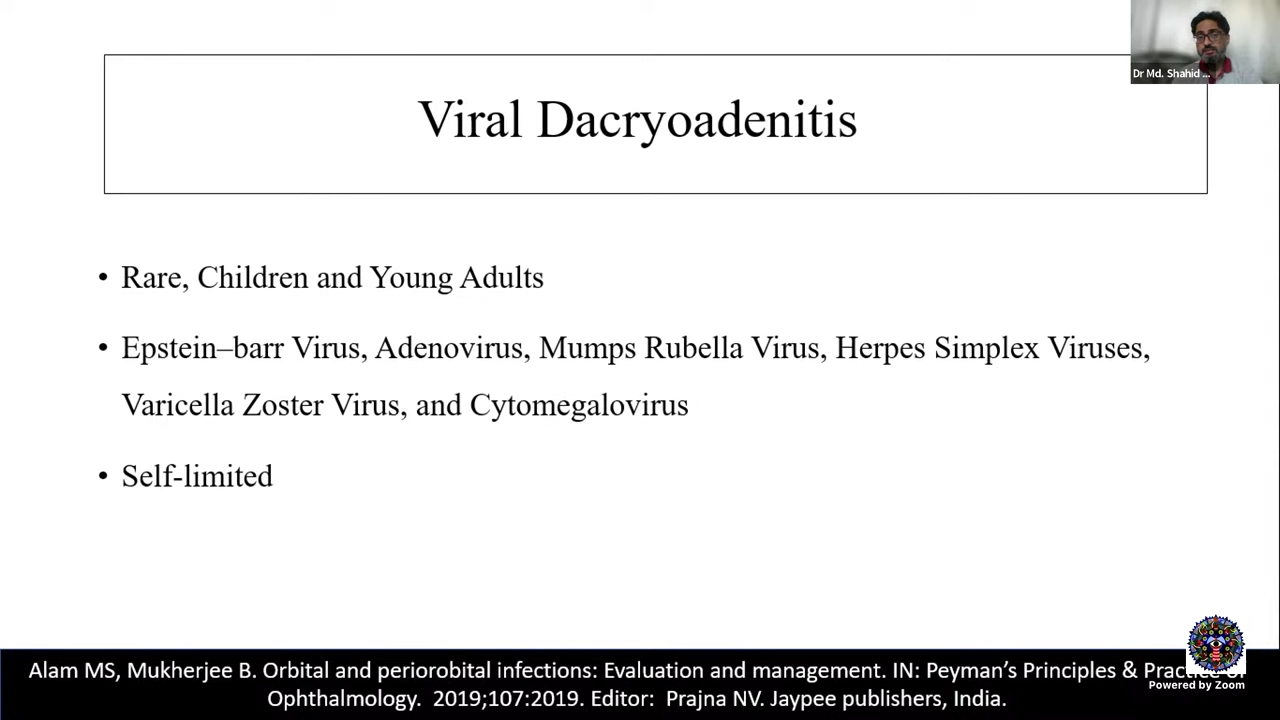 Dr Md. Shahid ...
Viral Dacryoadenitis
• Rare, Children and Young Adults
• Epstein–barr Virus, Adenovirus, Mumps Rubella Virus, Herpes Simplex Viruses,
Varicella Zoster Virus, and Cytomegalovirus
• Self-limited
Alam MS, Mukherjee B. Orbital and periorobital infections: Evaluation and management. IN: Peyman's Principles &
Ophthalmology. 2019;107:2019. Editor: Prajna NV. Jaypee publishers, India.
Powered by Zoom